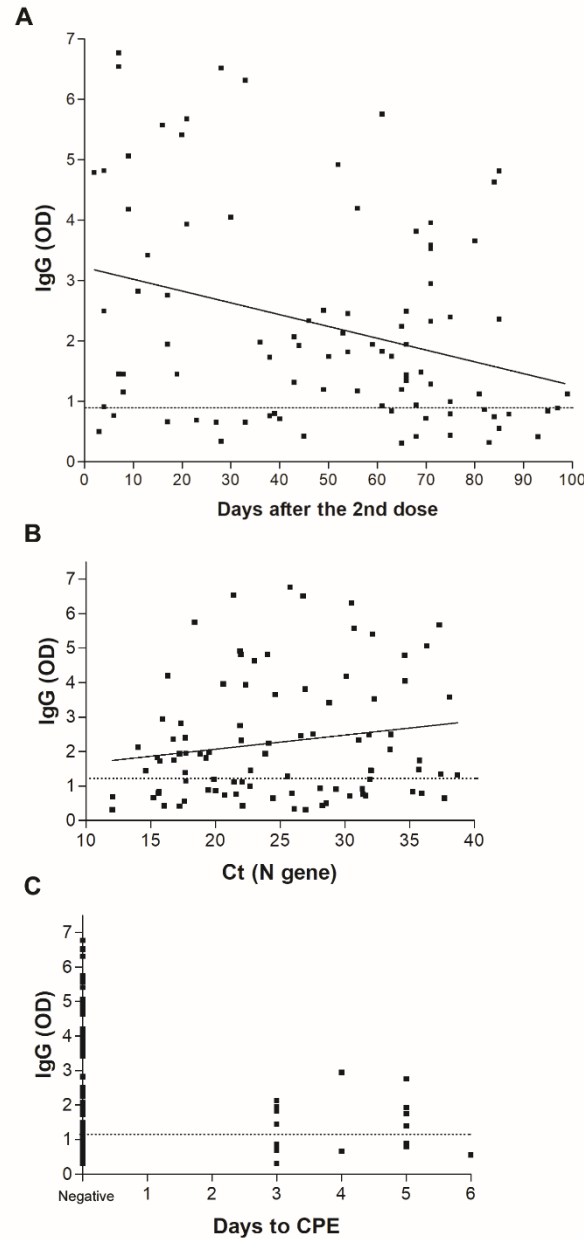 A
7
6
5
4
3
2
1
0
IgG (OD)
0 10 20 30 40 50 60 70 80 90 100
Days after the 2nd dose
B
7
6
5
4
3
2
1
0
IgG (OD)
10 15 20 25 30 35 40
Ct (N gene)
C
7
6
5
4
3
2
1
0
IgG (OD)
Negative 1 2 3 4 5 6
Days to CPE